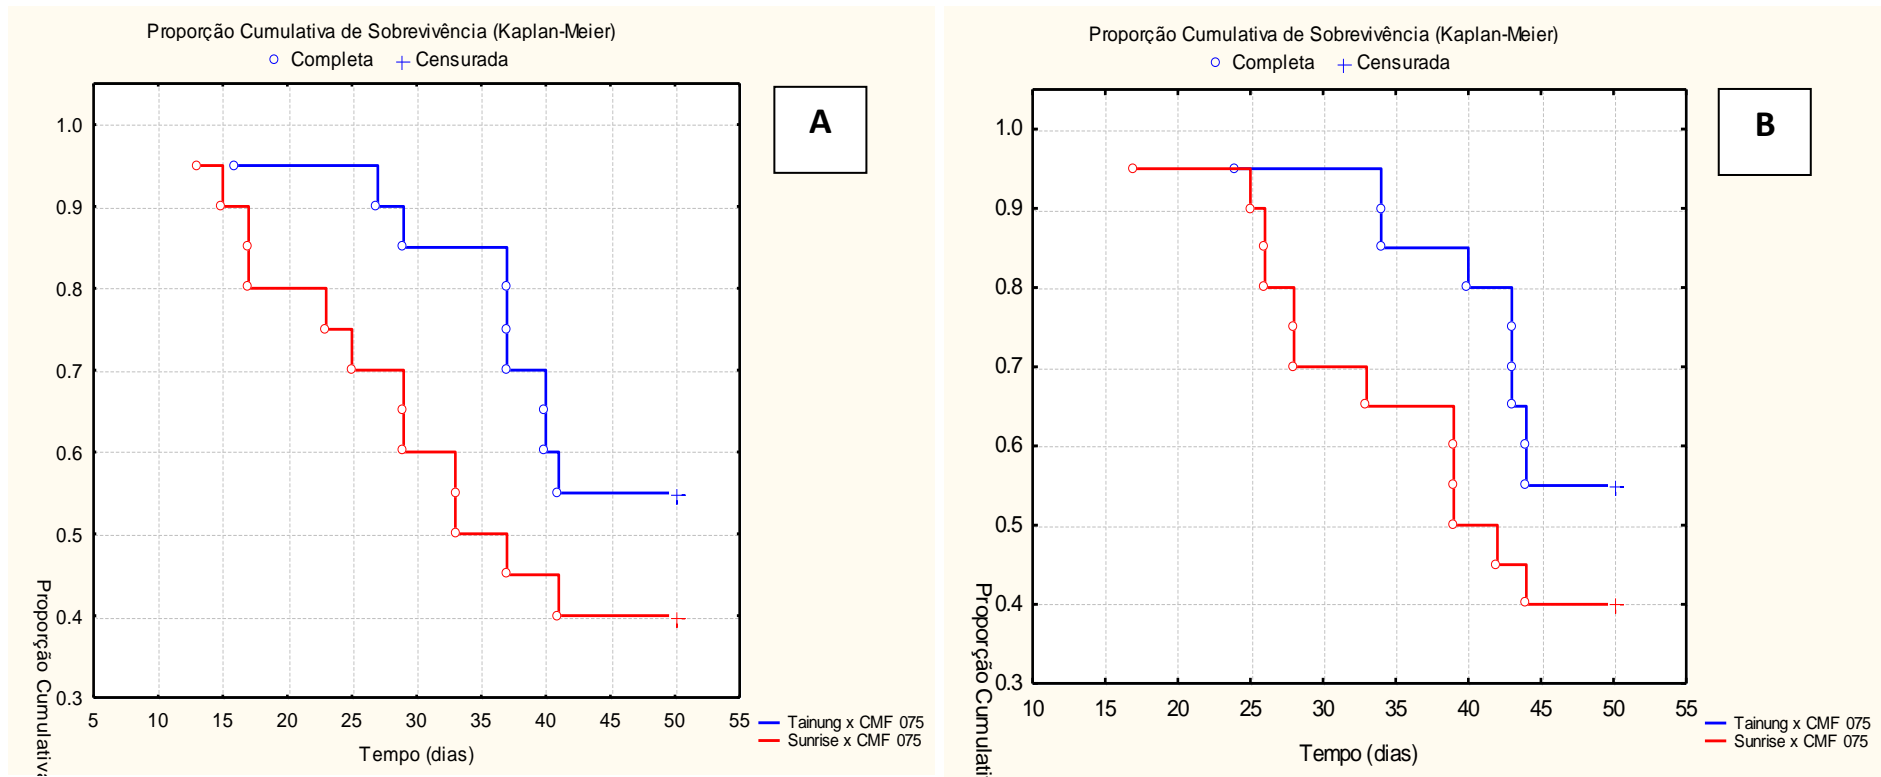 Proporção Cumulativa de Sobrevivência (Kaplan-Meier)
Completa Censurada
A
1.0
0.9
0.8
0.7
0.6
0.5
0.4
0.3
Proporção Cumulativa
5 10 15 20 25 30 35 40 45 50 55
Tempo (dias)
Tainung x CMF 075
Sunrise x CMF 075
Proporção Cumulativa de Sobrevivência (Kaplan-Meier)
Completa Censurada
B
1.0
0.9
0.8
0.7
0.6
0.5
0.4
0.3
Proporção Cumulati
10 15 20 25 30 35 40 45 50 55
Tempo (dias)
Tainung x CMF 075
Sunrise x CMF 075